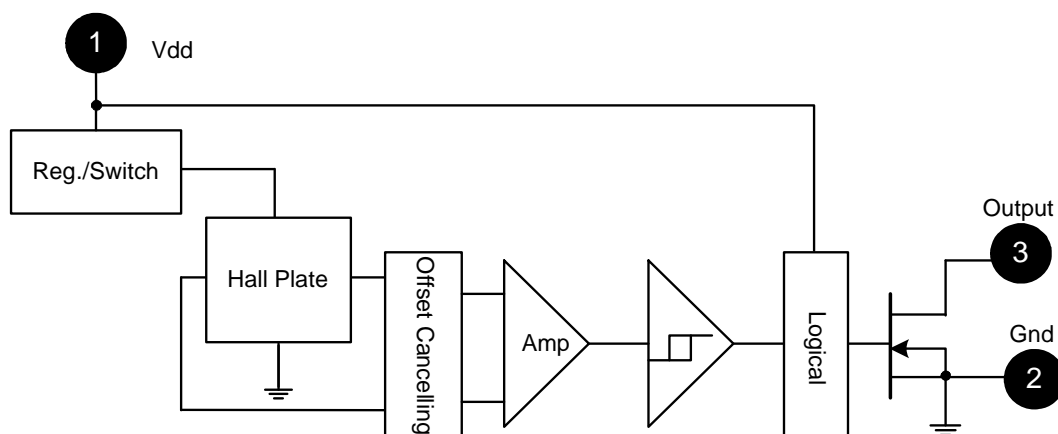 1
Vdd
Reg./Switch
Hall Plate
Offset Cancelling
Amp
Logical
Output
3
Gnd
2